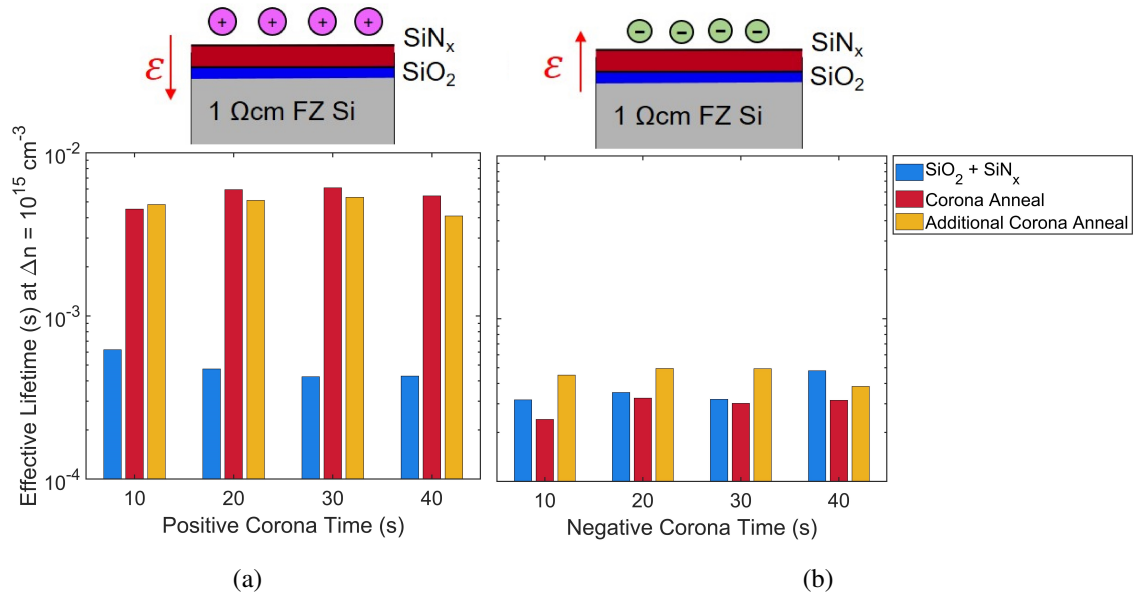 + + + +
ε
SiNₓ
SiO₂
1 Ωcm FZ Si
− − − −
ε
SiNₓ
SiO₂
1 Ωcm FZ Si
Effective Lifetime (s) at Δn = 10¹⁵ cm⁻³
10⁻²
10⁻³
10⁻⁴
10 20 30 40
Positive Corona Time (s)
10 20 30 40
Negative Corona Time (s)
SiO₂ + SiNₓ
Corona Anneal
Additional Corona Anneal
(a)
(b)